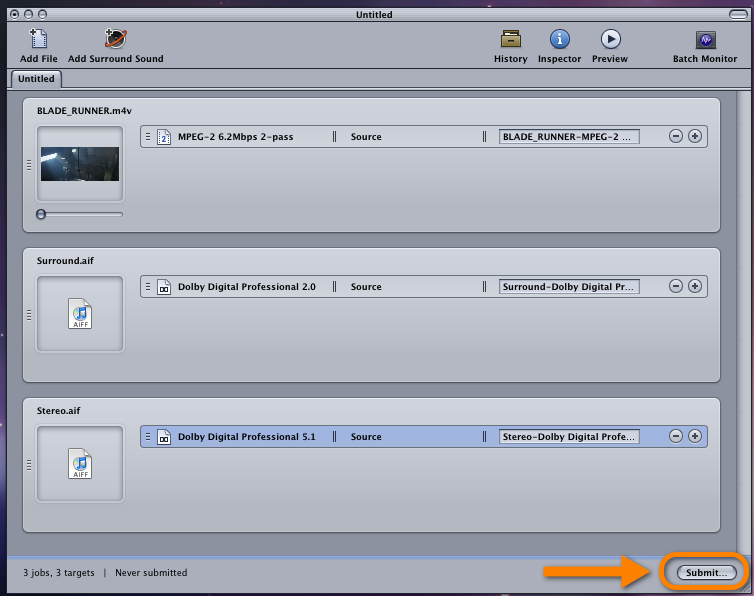 Untitled
Add File Add Surround Sound History Inspector Preview Batch Monitor
Untitled
BLADE_RUNNER.m4v
2 MPEG-2 6.2Mbps 2-pass Source BLADE_RUNNER-MPEG-2 ...
Surround.aif
Dolby Digital Professional 2.0 Source Surround-Dolby Digital Pr...
AIFF
Stereo.aif
Dolby Digital Professional 5.1 Source Stereo-Dolby Digital Profe...
AIFF
3 jobs, 3 targets | Never submitted Submit...